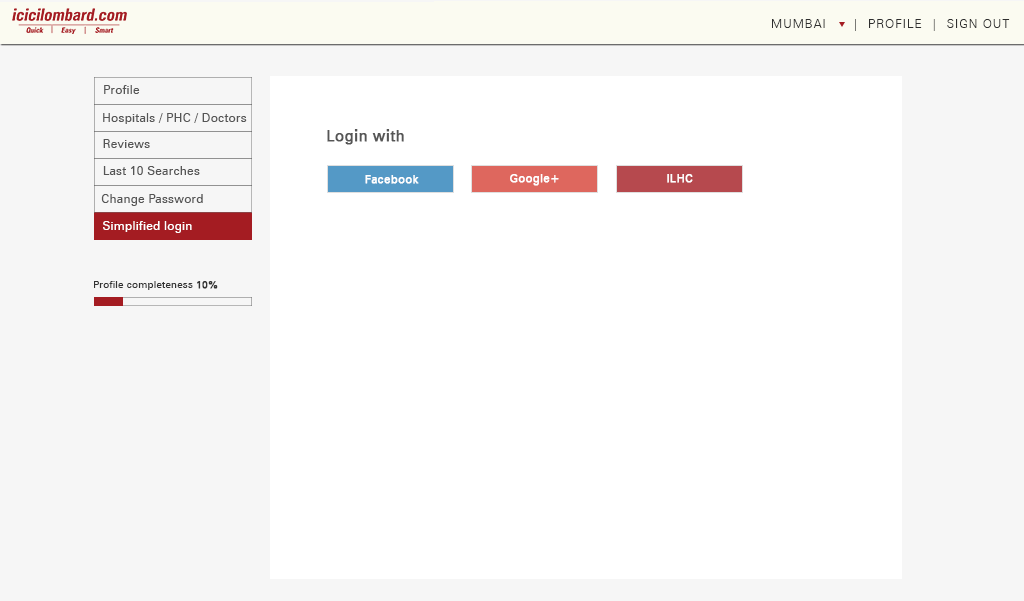 icicilombard.com
Quick | Easy | Smart
MUMBAI ▼ | PROFILE | SIGN OUT
Profile
Hospitals / PHC / Doctors
Reviews
Last 10 Searches
Change Password
Simplified login
Profile completeness 10%
Login with
Facebook Google+ ILHC